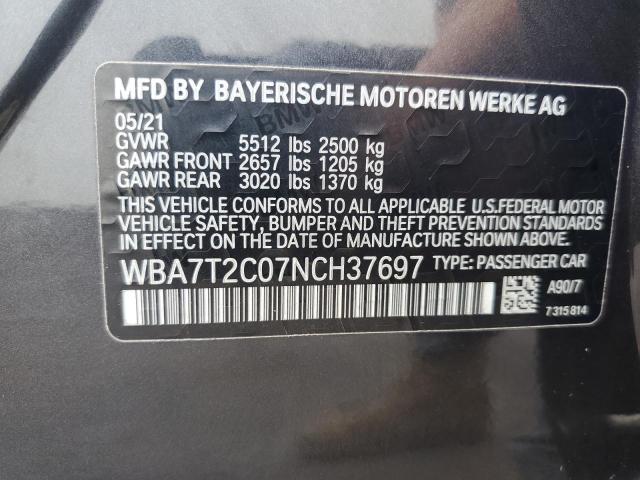 MFD BY BAYERISCHE MOTOREN WERKE AG
05/21
GVWR 5512 lbs 2500 kg
GAWR FRONT 2657 lbs 1205 kg
GAWR REAR 3020 lbs 1370 kg
THIS VEHICLE CONFORMS TO ALL APPLICABLE U.S.FEDERAL MOTOR
VEHICLE SAFETY, BUMPER AND THEFT PREVENTION STANDARDS
IN EFFECT ON THE DATE OF MANUFACTURE SHOWN ABOVE.
WBA7T2C07NCH37697 TYPE: PASSENGER CAR
A90/7
7315814